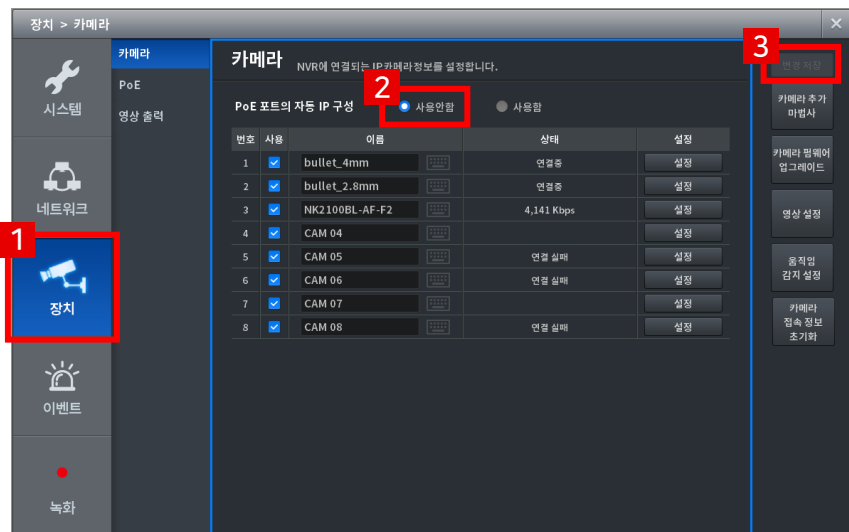 장치 > 카메라
시스템
네트워크
1
장치
이벤트
녹화
카메라
PoE
영상 출력
카메라 NVR에 연결되는 IP카메라정보를 설정합니다.
2
PoE 포트의 자동 IP 구성 사용안함 사용함
번호 사용 이름 상태 설정
1 bullet_4mm 연결중 설정
2 bullet_2.8mm 연결중 설정
3 NK2100BL-AF-F2 4,141 Kbps 설정
4 CAM 04 설정
5 CAM 05 연결 실패 설정
6 CAM 06 연결 실패 설정
7 CAM 07 설정
8 CAM 08 연결 실패 설정
3
변경 저장
카메라 추가
마법사
카메라 펌웨어
업그레이드
영상 설정
움직임
감지 설정
카메라
접속 정보
초기화